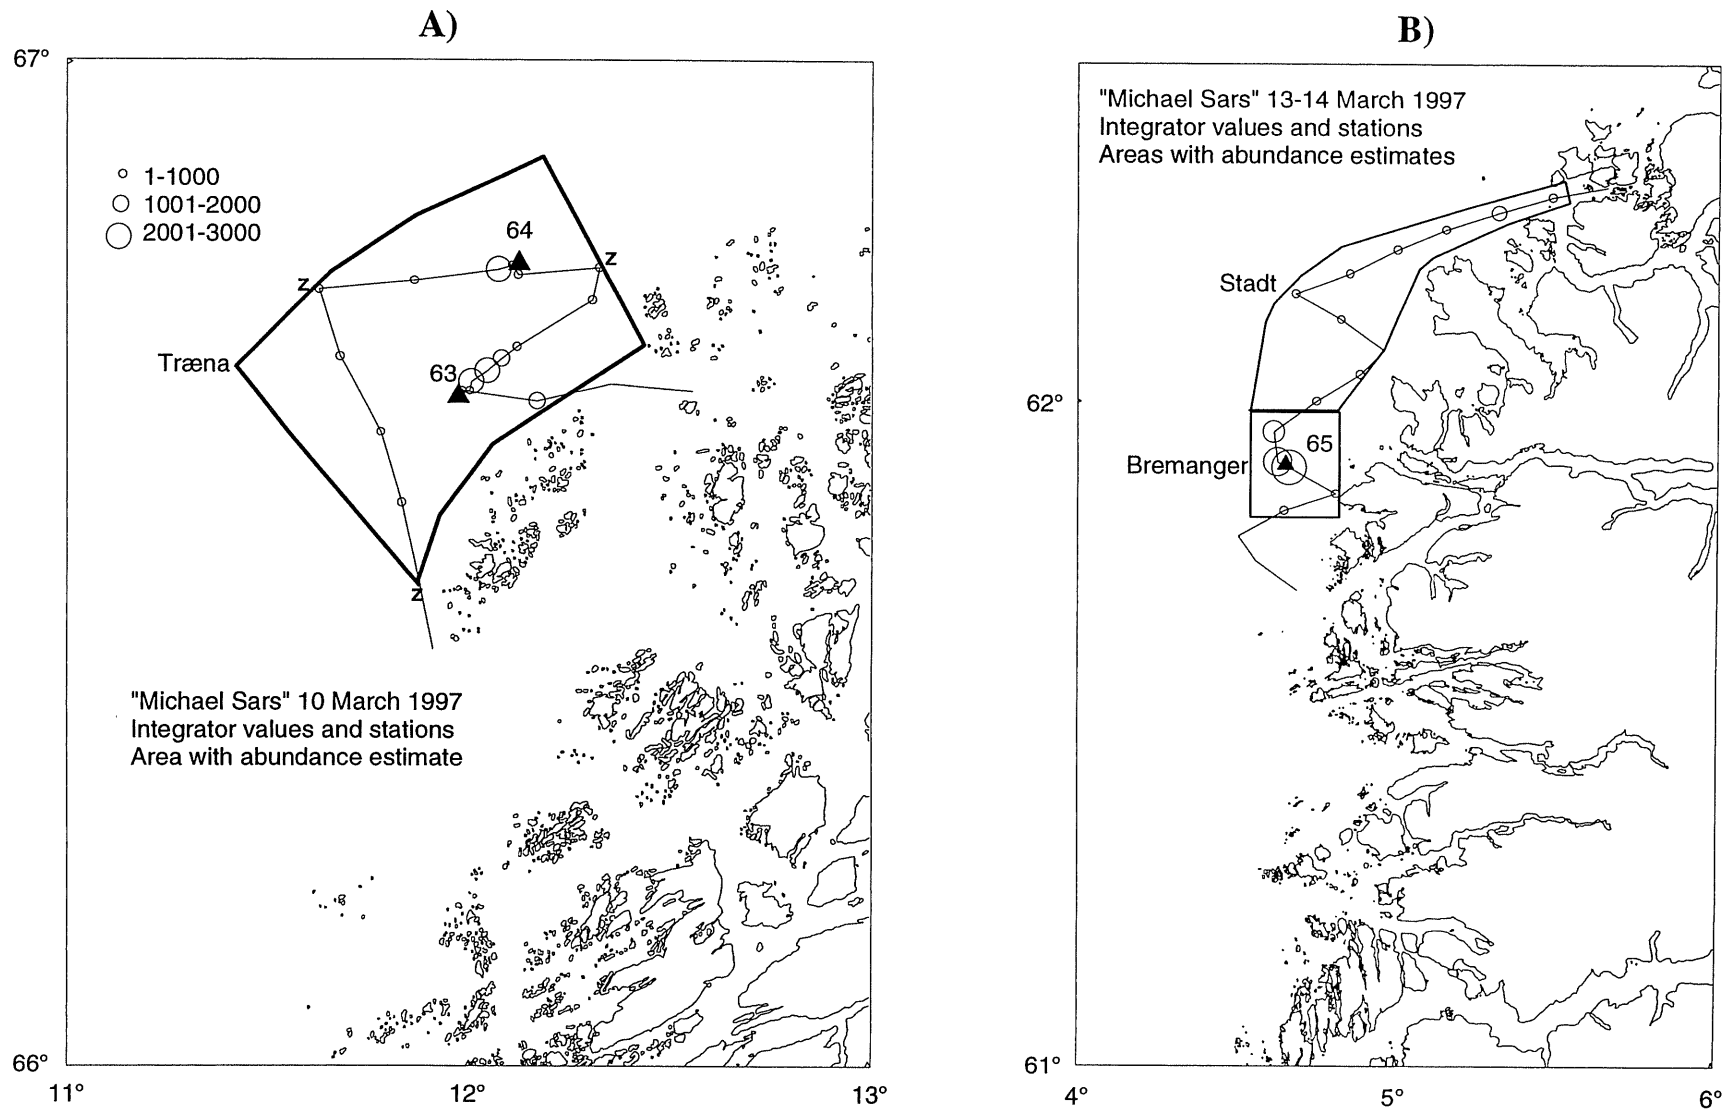 A)
67°
1-1000
1001-2000
2001-3000
64
z
z
Træna
63
z
"Michael Sars" 10 March 1997
Integrator values and stations
Area with abundance estimate
66°
11°
12°
13°
B)
"Michael Sars" 13-14 March 1997
Integrator values and stations
Areas with abundance estimates
Stadt
62°
65
Bremanger
61°
4°
5°
6°